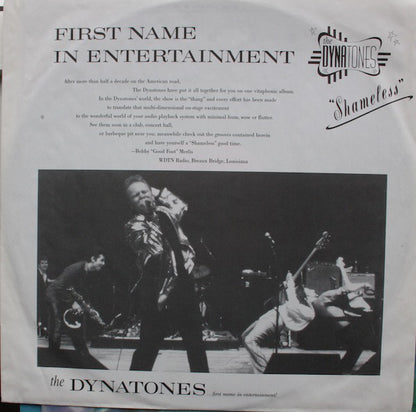 FIRST NAME
IN ENTERTAINMENT
the
DYNATONES
"Shameless"
After more than half a decade on the American road,
The Dynatones have put it all together for you on one vitaphonic album.
In the Dynatones' world, the show is the "thang" and every effort has been made
to translate that multi-dimensional on-stage excitement
to the wonderful world of your audio playback system with minimal hum, wow or flutter.
See them soon in a club, concert hall,
or barbeque pit near you; meanwhile check out the grooves contained herein
and have yourself a "Shameless" good time.
—Bobby "Good Foot" Merlis
WDTN Radio, Breaux Bridge, Louisiana
the DYNATONES first name in entertainment!